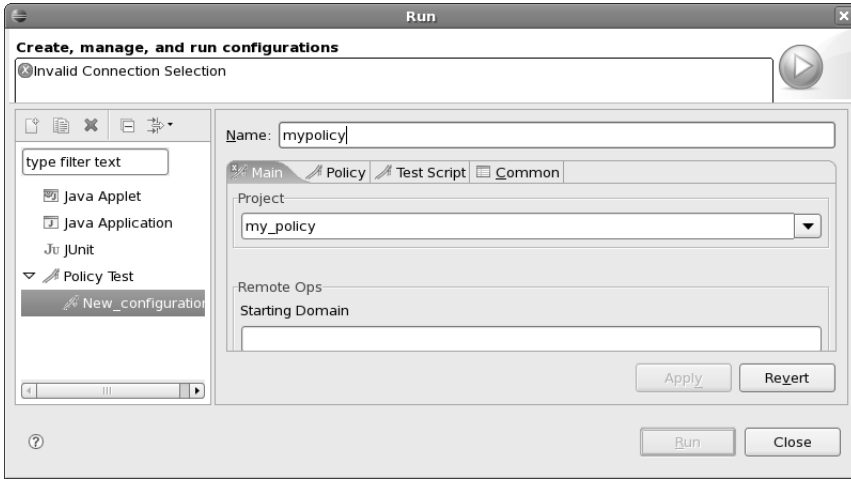 Run
Create, manage, and run configurations
Invalid Connection Selection
type filter text
Java Applet
Java Application
Ju JUnit
Policy Test
New_configuration
Name: mypolicy
Main Policy Test Script Common
Project
my_policy
Remote Ops
Starting Domain
Apply Revert
Run Close